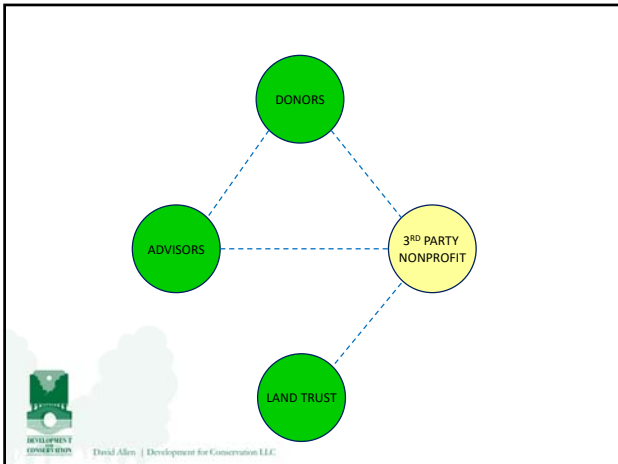 DONORS
ADVISORS
3RD PARTY
NONPROFIT
LAND TRUST
DEVELOPMENT
FOR
CONSERVATION
David Allen | Development for Conservation LLC